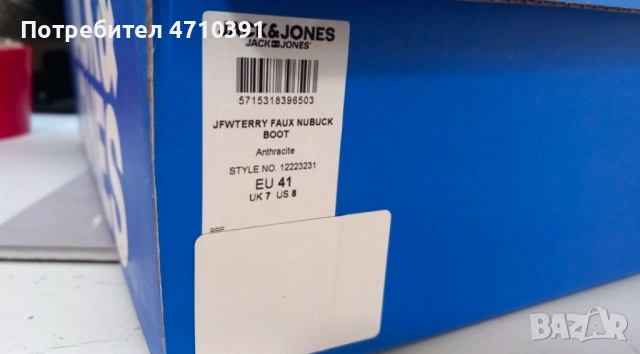 Потребител 4710391
JACK&JONES
JACK JONES
5715318396503
JFWTERRY FAUX NUBUCK
BOOT
Anthracite
STYLE NO. 12223231
EU 41
UK 7 US 8
BAZAR